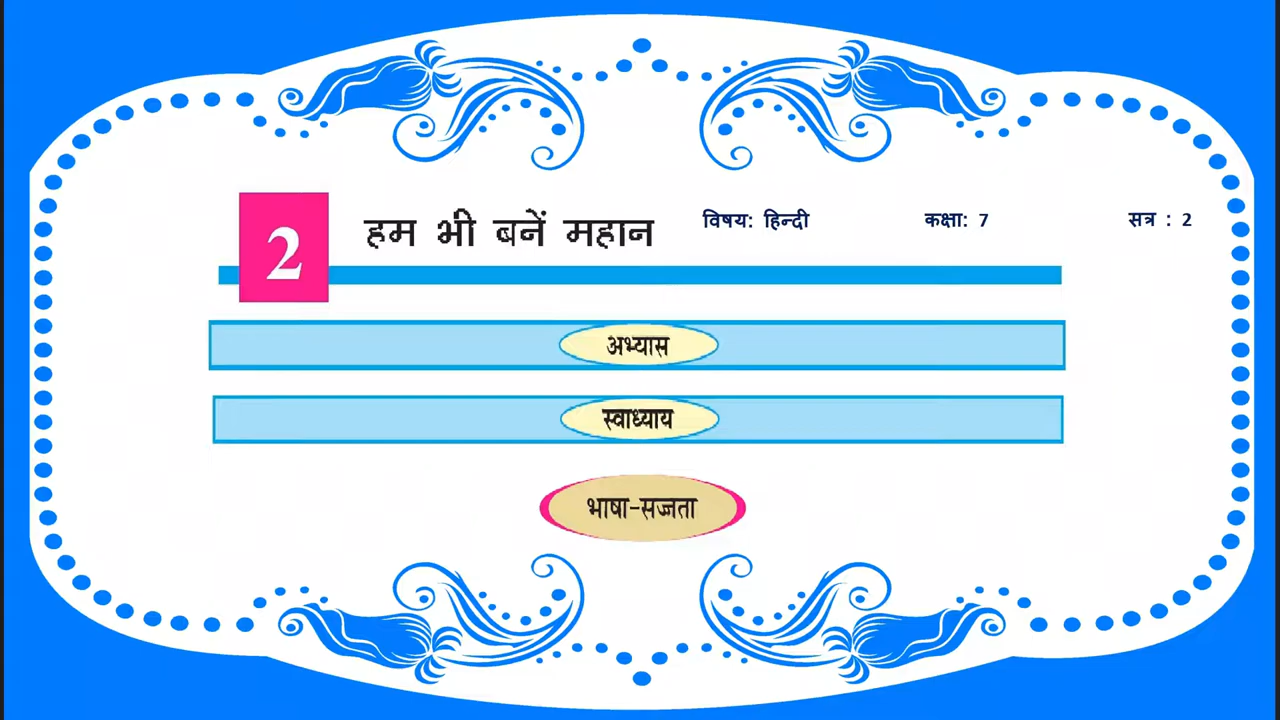 2 हम भी बनें महान विषय: हिन्दी कक्षा: 7 सत्र : 2
अभ्यास
स्वाध्याय
भाषा-सज्जता